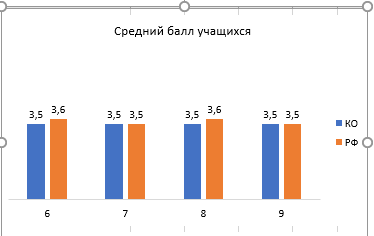 Средний балл учащихся
3,5 3,6 3,5 3,5 3,5 3,6 3,5 3,5
КО
РФ
6 7 8 9